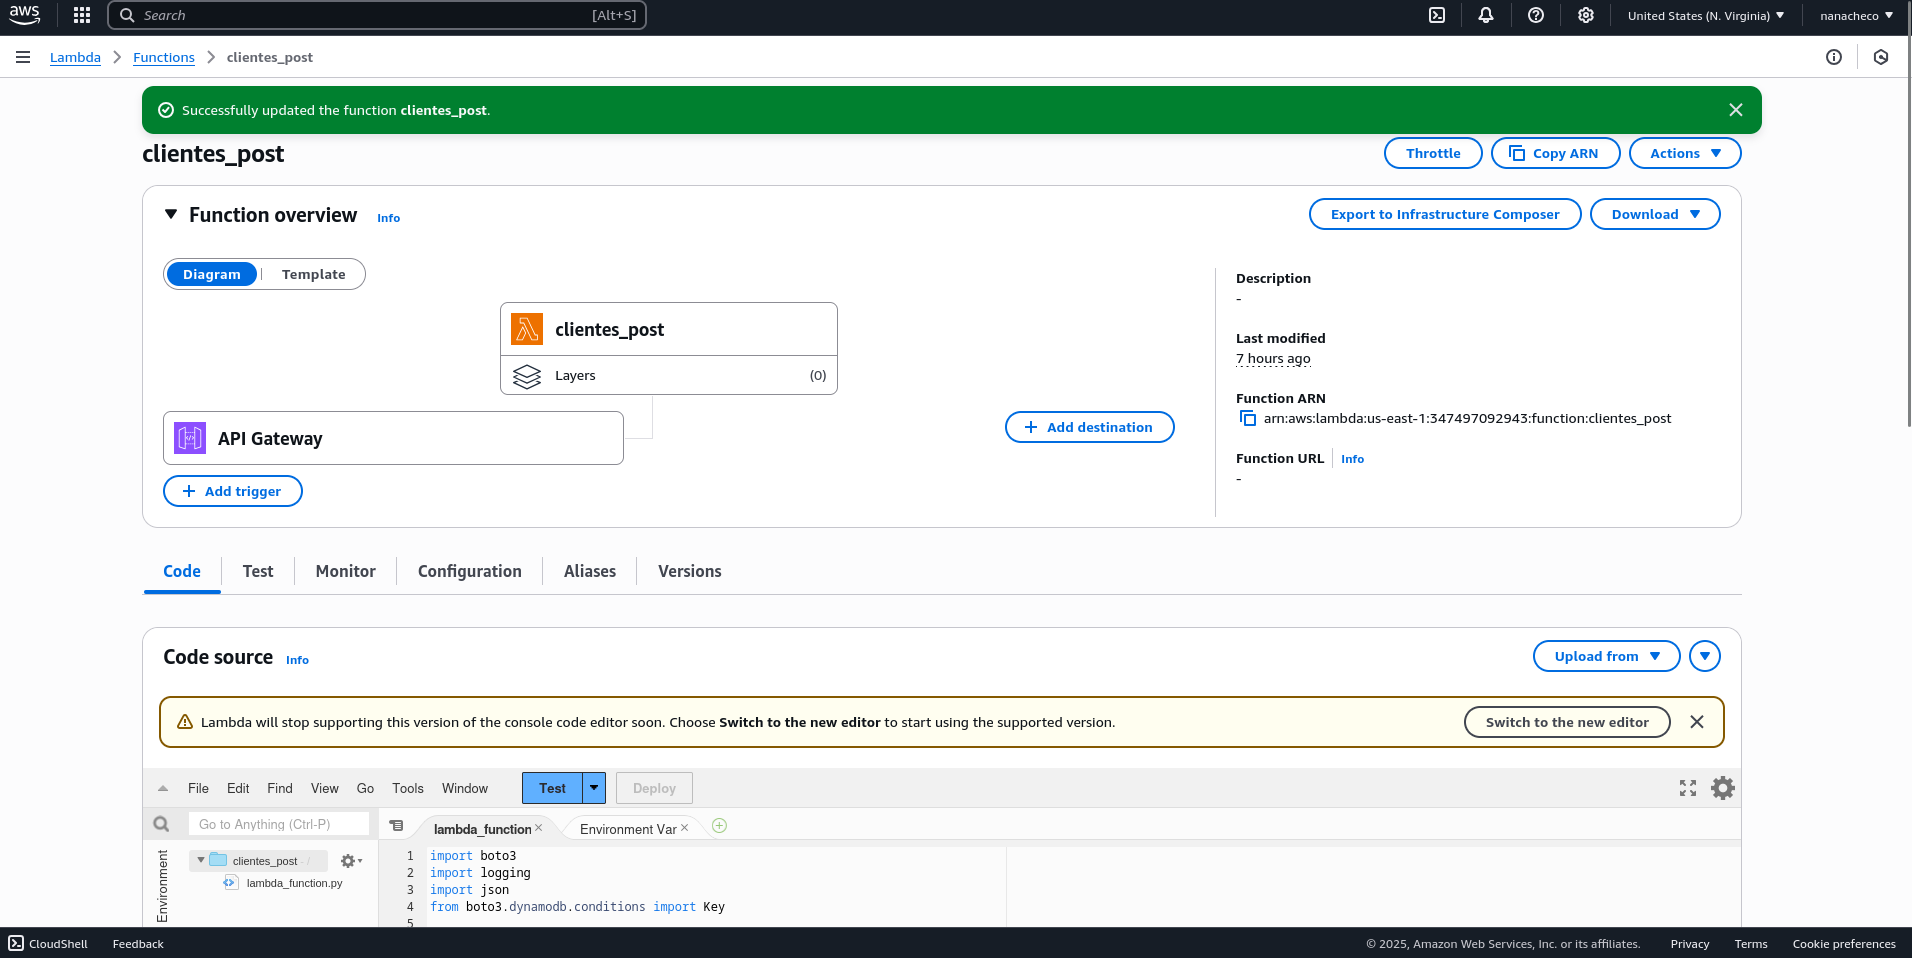 aws
Search [Alt+S]
United States (N. Virginia)
nanacheco
Lambda Functions clientes_post
Successfully updated the function clientes_post.
clientes_post
Throttle Copy ARN Actions
Function overview Info
Export to Infrastructure Composer Download
Diagram Template
clientes_post
Layers (0)
API Gateway
Add trigger
Add destination
Description
-
Last modified
7 hours ago
Function ARN
arn:aws:lambda:us-east-1:347497092943:function:clientes_post
Function URL Info
-
Code Test Monitor Configuration Aliases Versions
Code source Info
Upload from
Lambda will stop supporting this version of the console code editor soon. Choose Switch to the new editor to start using the supported version.
Switch to the new editor
File Edit Find View Go Tools Window Test Deploy
Go to Anything (Ctrl-P)
lambda_function Environment Var
Environment
clientes_post - /
lambda_function.py
1 import boto3
2 import logging
3 import json
4 from boto3.dynamodb.conditions import Key
5
CloudShell Feedback
© 2025, Amazon Web Services, Inc. or its affiliates. Privacy Terms Cookie preferences